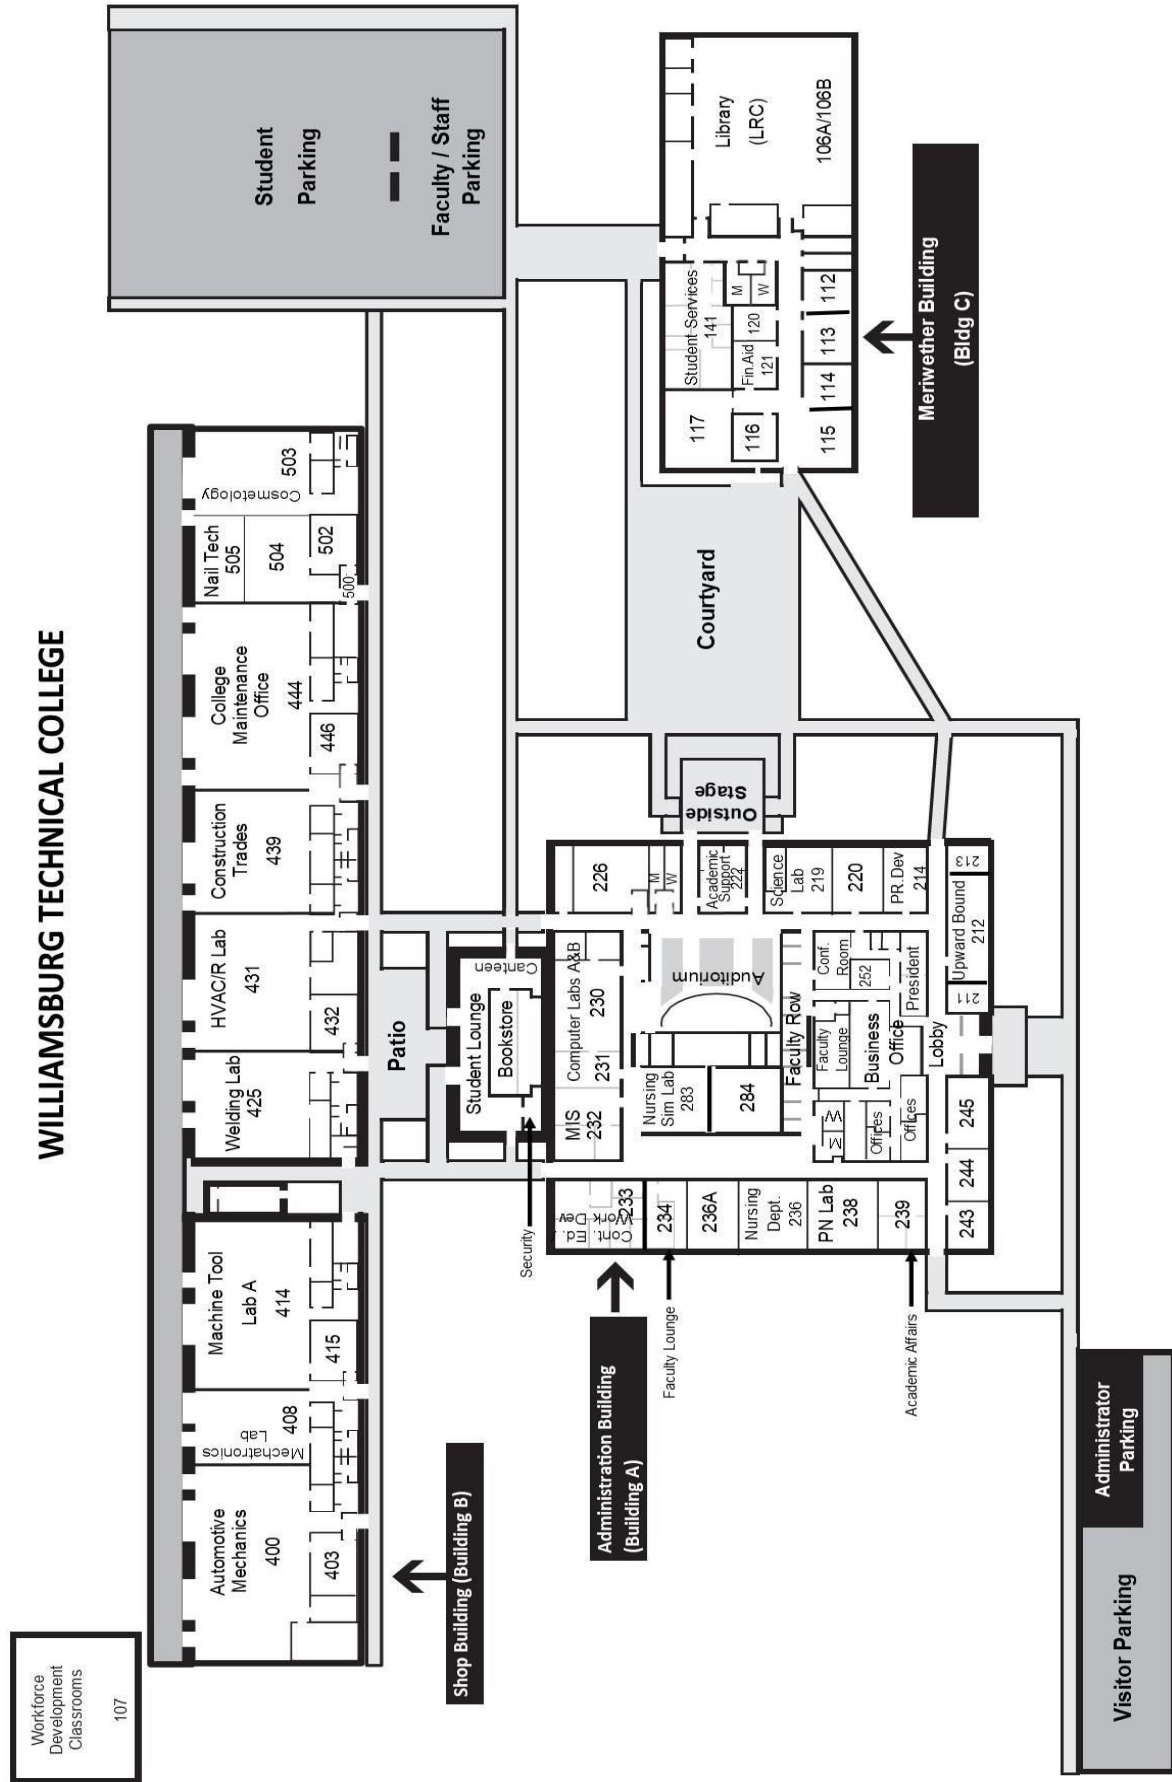 WILLIAMSBURG TECHNICAL COLLEGE
Workforce
Development
Classrooms
107
Automotive
Mechanics
400
403
Mechatronics
Lab
408
Machine Tool
Lab A
414
415
Welding Lab
425
HVAC/R Lab
431
432
Construction
Trades
439
College
Maintenance
Office
444
446
Nail Tech
505
504
502
500
Cosmetology
503
Shop Building (Building B)
Student
Parking
Faculty / Staff
Parking
Patio
Student Lounge
Bookstore
Canteen
Security
Administration Building
(Building A)
Cont. Ed./
Work Dev
233
234
236A
Nursing
Dept.
236
PN Lab
238
239
Faculty Lounge
Academic Affairs
MIS
232
Computer Labs A&B
231
230
226
M
W
Nursing
Sim Lab
283
284
Auditorium
Academic
Support
222
Outside
Stage
Science
Lab
219
220
PR.Dev
214
Faculty Row
M
W
Offices
Offices
Faculty
Lounge
Business
Office
Conf.
Room
252
President
Lobby
243
244
245
211
Upward Bound
212
213
Courtyard
Library
(LRC)
106A/106B
Student Services
141
M
W
Fin.Aid
121
120
117
116
115
114
113
112
Meriwether Building
(Bldg C)
Visitor Parking
Administrator
Parking